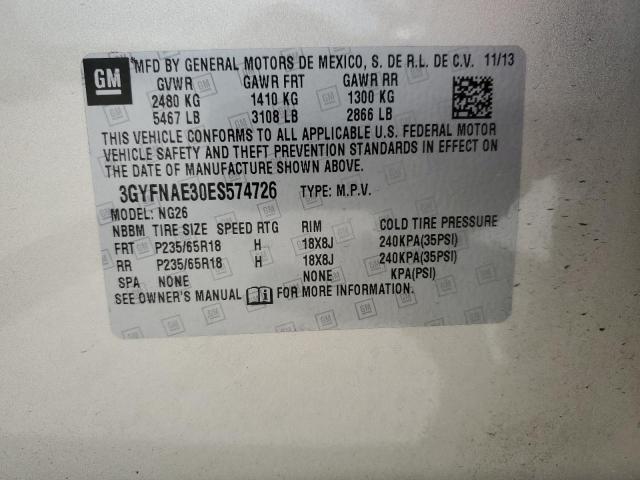 GM *MFD BY GENERAL MOTORS DE MEXICO, S. DE R.L. DE C.V. 11/13
GVWR GAWR FRT GAWR RR
2480 KG 1410 KG 1300 KG
5467 LB 3108 LB 2866 LB
THIS VEHICLE CONFORMS TO ALL APPLICABLE U.S. FEDERAL MOTOR
VEHICLE SAFETY AND THEFT PREVENTION STANDARDS IN EFFECT ON
THE DATE OF MANUFACTURE SHOWN ABOVE.
3GYFNAE30ES574726 TYPE: M.P.V.
MODEL: NG26
NBBM TIRE SIZE SPEED RTG RIM COLD TIRE PRESSURE
FRT P235/65R18 H 18X8J 240KPA(35PSI)
RR P235/65R18 H 18X8J 240KPA(35PSI)
SPA NONE NONE KPA(PSI)
SEE OWNER'S MANUAL FOR MORE INFORMATION.